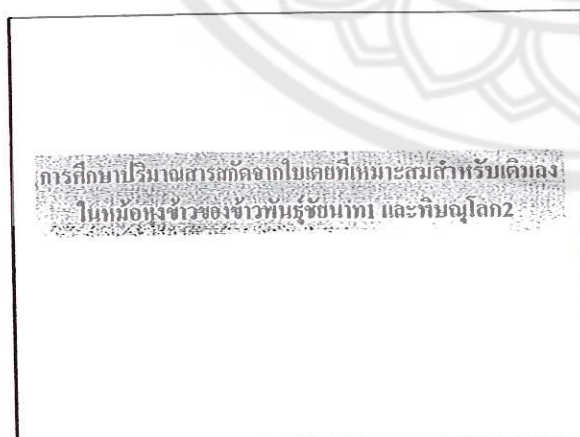 การศึกษาปริมาณสารสกัดจากใบเตยที่เหมาะสมสำหรับเติมลง
ในหม้อหุงข้าวของข้าวพันธุ์ชัยนาท1 และพิษณุโลก2